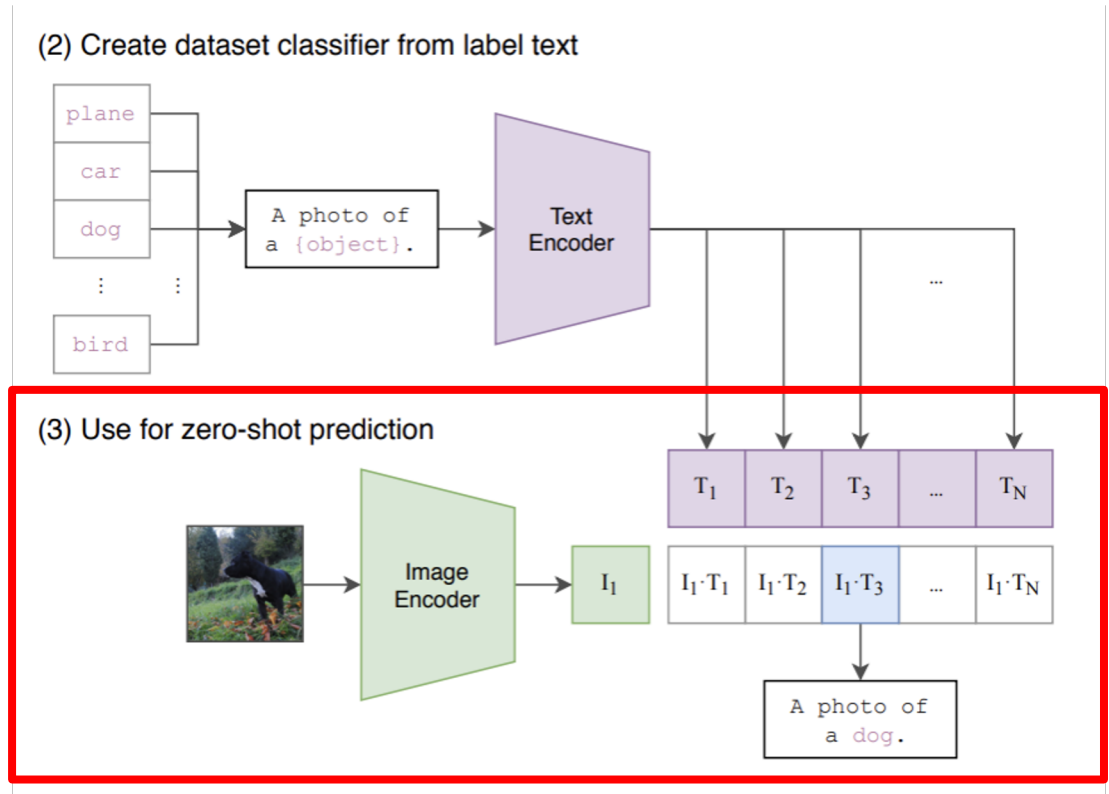 (2) Create dataset classifier from label text
plane
car
dog
⋮ ⋮
bird
A photo of
a {object}.
Text
Encoder
...
(3) Use for zero-shot prediction
Image
Encoder
I₁
T₁ T₂ T₃ ... T_N
I₁·T₁ I₁·T₂ I₁·T₃ ... I₁·T_N
A photo of
a dog.